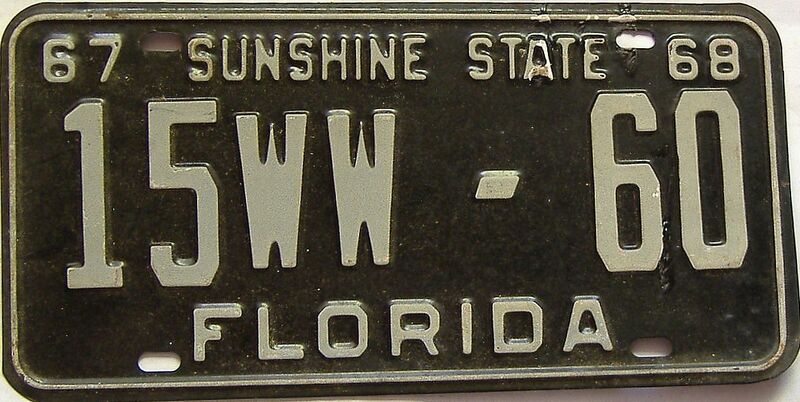 67 SUNSHINE STATE 68
15WW - 60
FLORIDA